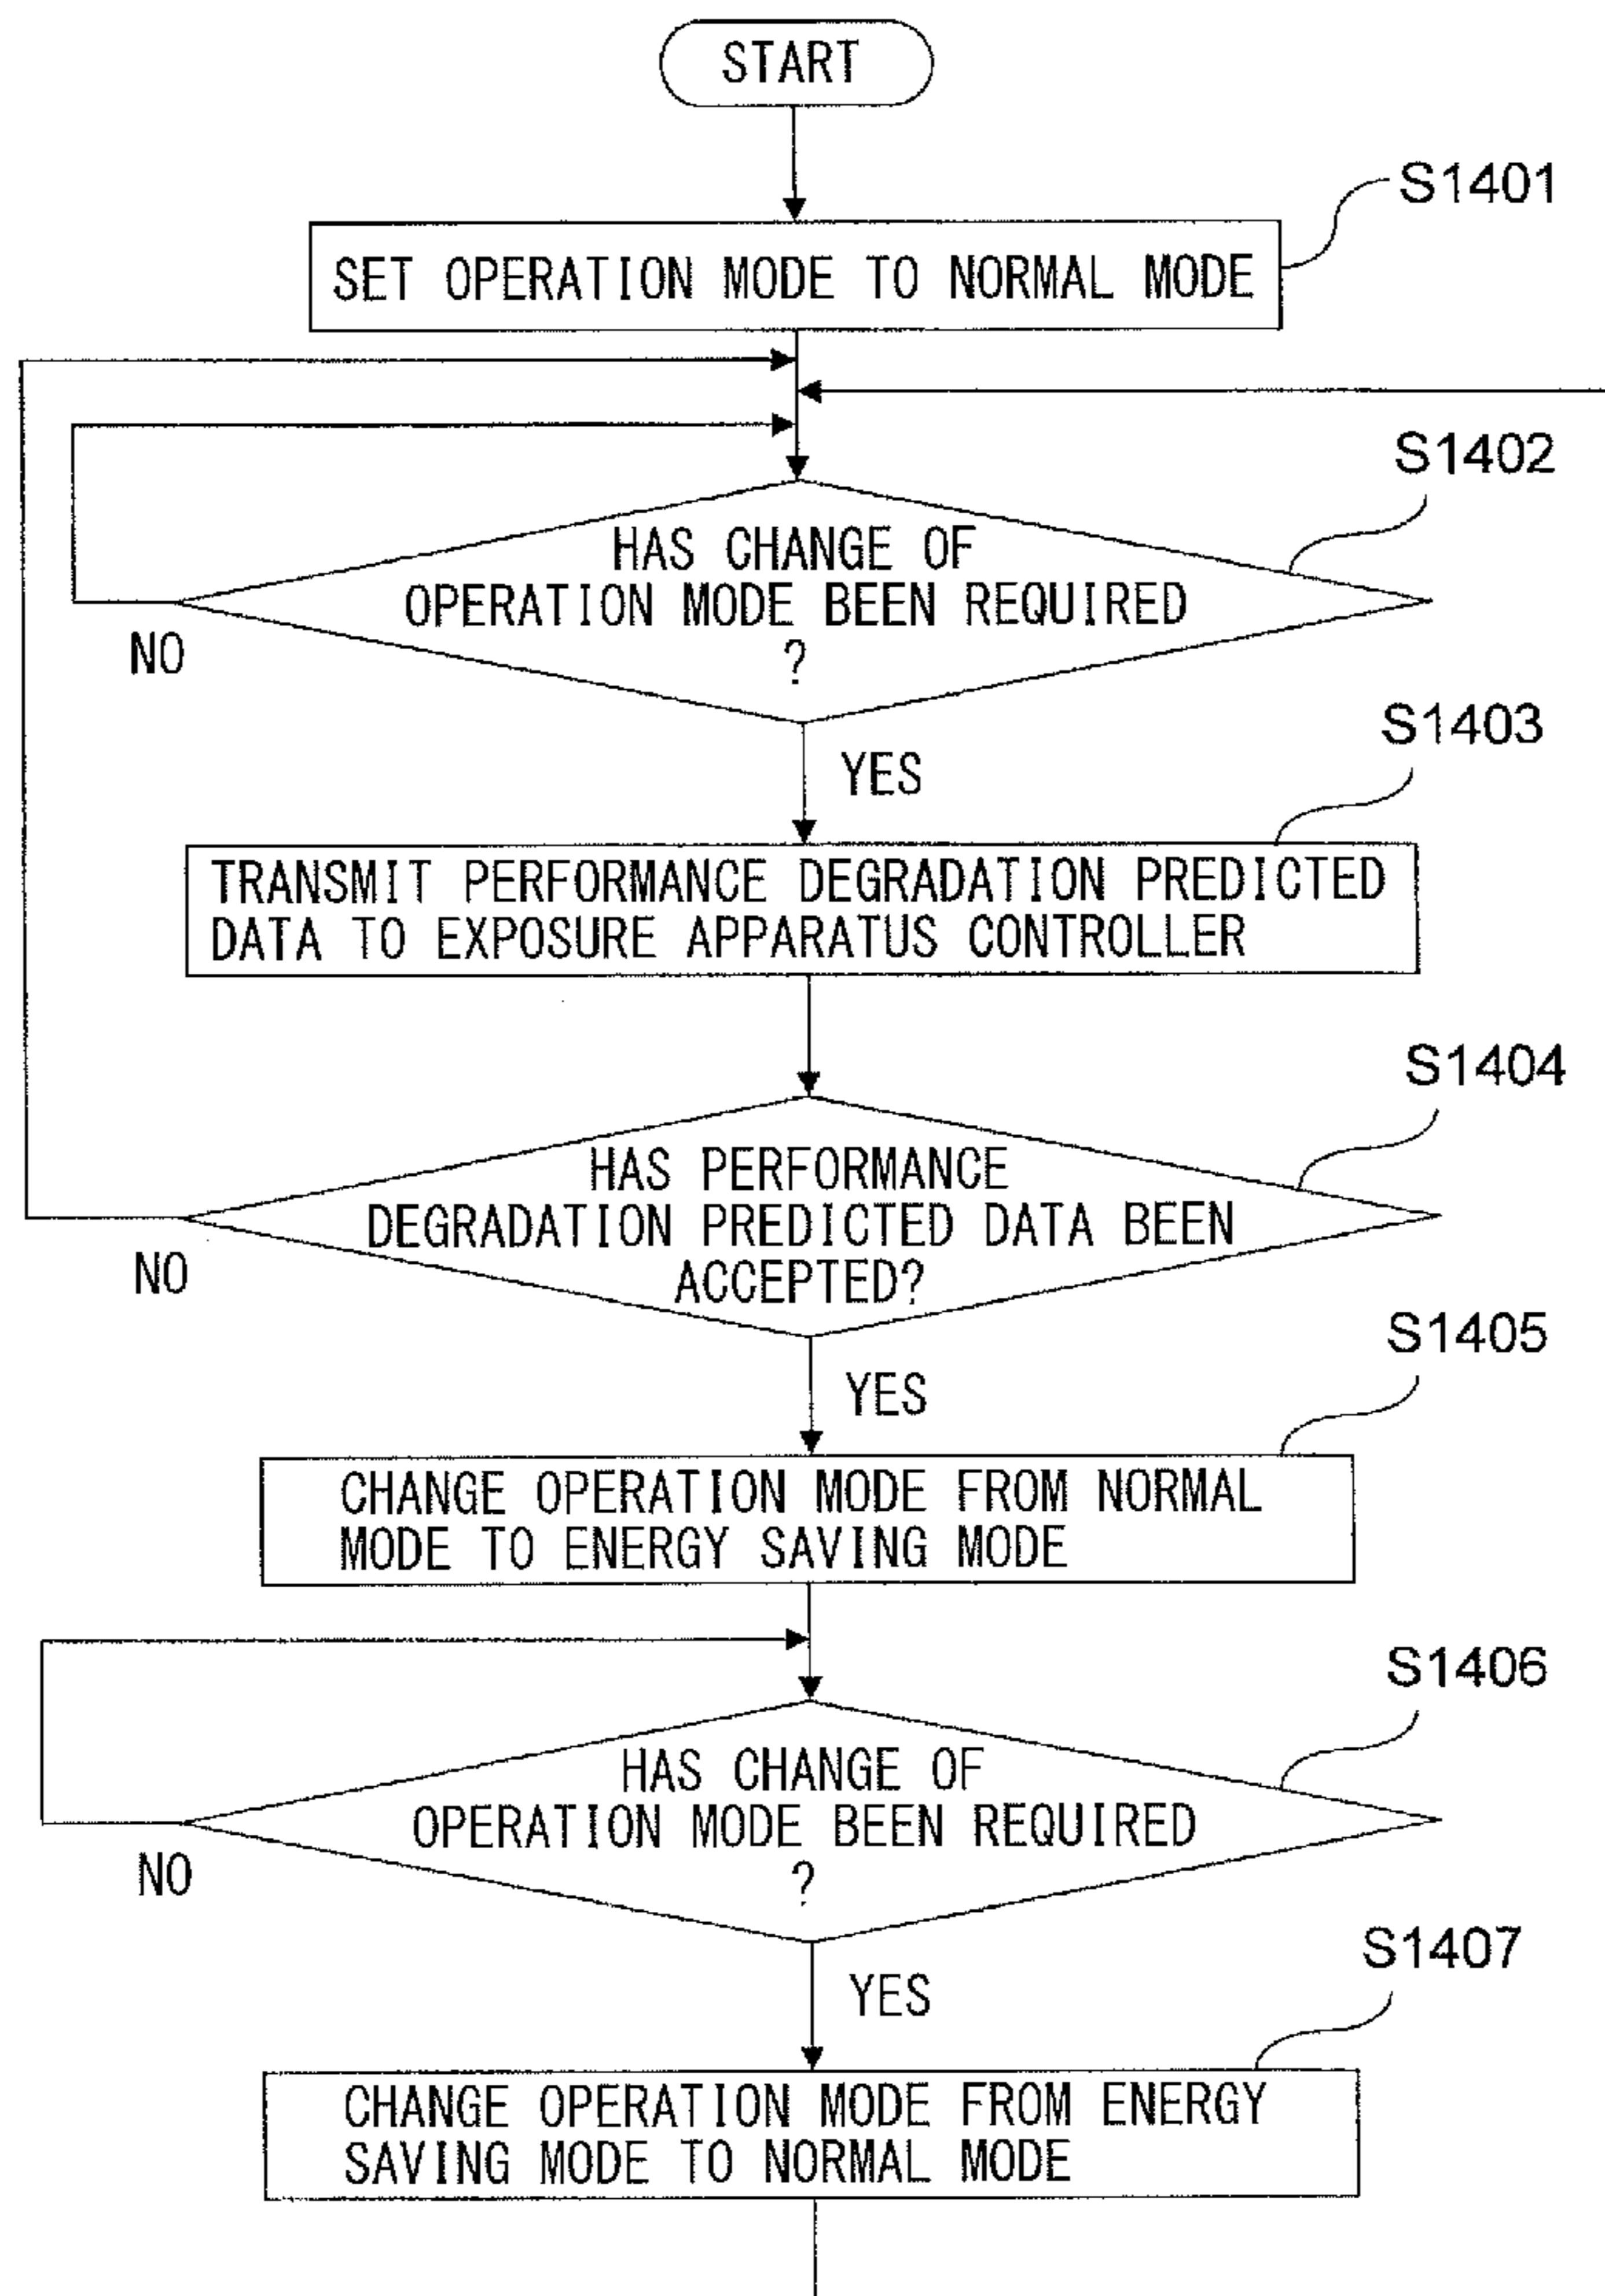 START
S1401
SET OPERATION MODE TO NORMAL MODE
S1402
HAS CHANGE OF
OPERATION MODE BEEN REQUIRED
?
NO
YES
S1403
TRANSMIT PERFORMANCE DEGRADATION PREDICTED
DATA TO EXPOSURE APPARATUS CONTROLLER
S1404
HAS PERFORMANCE
DEGRADATION PREDICTED DATA BEEN
ACCEPTED?
NO
YES
S1405
CHANGE OPERATION MODE FROM NORMAL
MODE TO ENERGY SAVING MODE
S1406
HAS CHANGE OF
OPERATION MODE BEEN REQUIRED
?
NO
YES
S1407
CHANGE OPERATION MODE FROM ENERGY
SAVING MODE TO NORMAL MODE